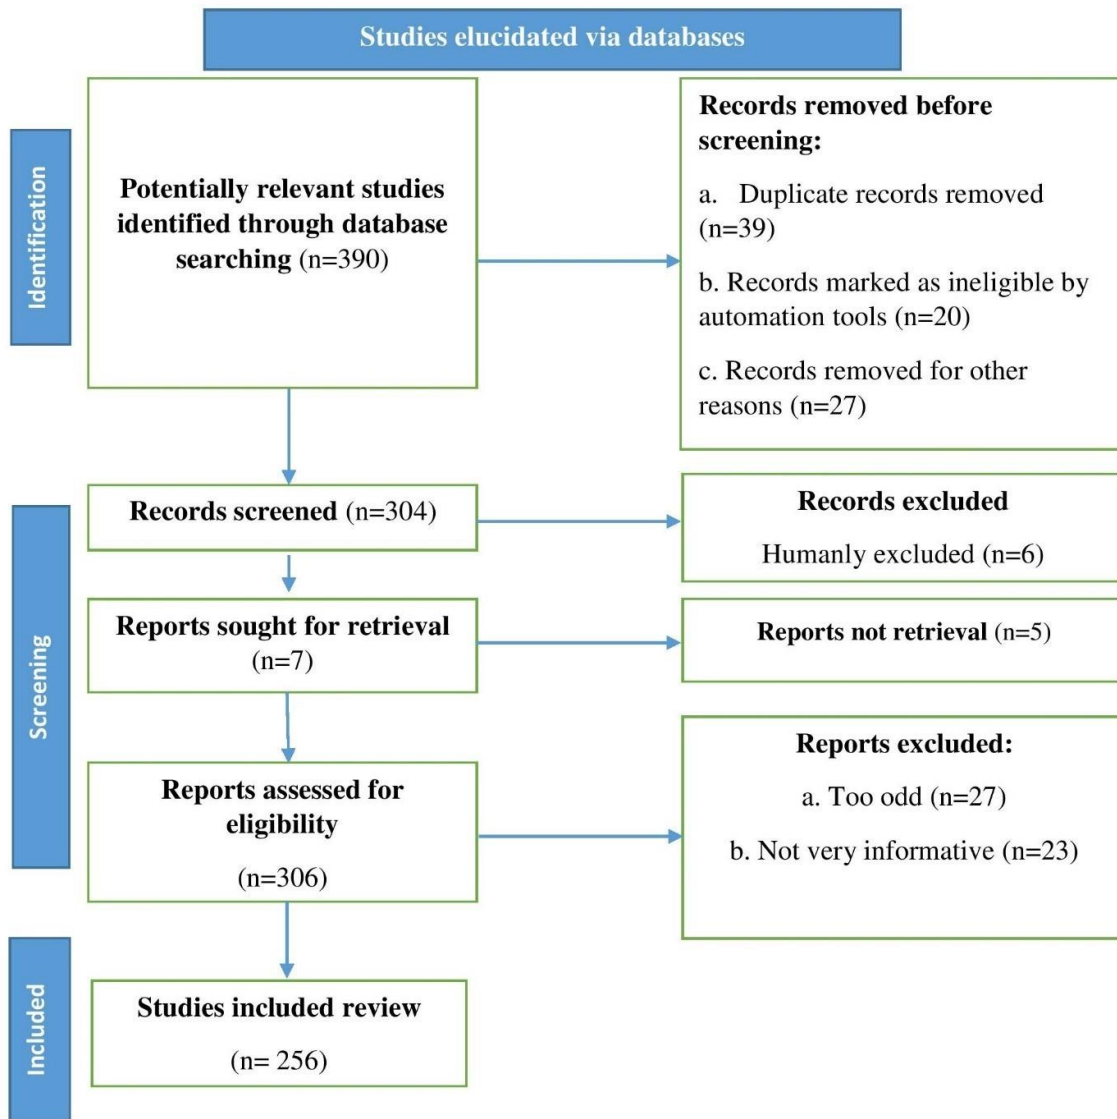 Studies elucidated via databases
Identification
Potentially relevant studies
identified through database
searching (n=390)
Records removed before
screening:
a. Duplicate records removed
(n=39)
b. Records marked as ineligible by
automation tools (n=20)
c. Records removed for other
reasons (n=27)
Screening
Records screened (n=304)
Records excluded
Humanly excluded (n=6)
Reports sought for retrieval
(n=7)
Reports not retrieval (n=5)
Reports assessed for
eligibility
(n=306)
Reports excluded:
a. Too odd (n=27)
b. Not very informative (n=23)
Included
Studies included review
(n= 256)